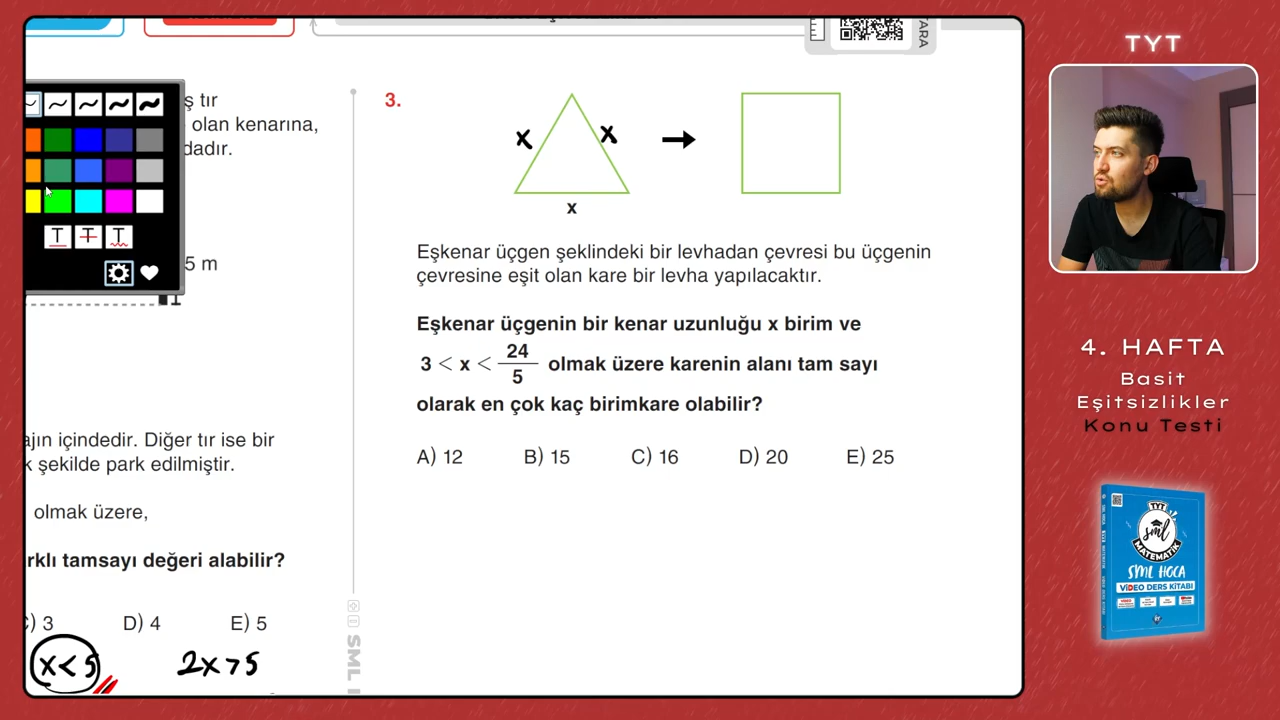 ARA
TYT
ş tır
olan kenarına,
dadır.
5 m
ajın içindedir. Diğer tır ise bir
k şekilde park edilmiştir.
olmak üzere,
rklı tamsayı değeri alabilir?
) 3 D) 4 E) 5
x < 5 2x > 5
SML
3.
x x
x
Eşkenar üçgen şeklindeki bir levhadan çevresi bu üçgenin
çevresine eşit olan kare bir levha yapılacaktır.
Eşkenar üçgenin bir kenar uzunluğu x birim ve
3 < x < 24/5 olmak üzere karenin alanı tam sayı
olarak en çok kaç birimkare olabilir?
A) 12 B) 15 C) 16 D) 20 E) 25
4. HAFTA
Basit
Eşitsizlikler
Konu Testi
TYT
sml
MATEMATİK
SML HOCA
VİDEO DERS KİTABI